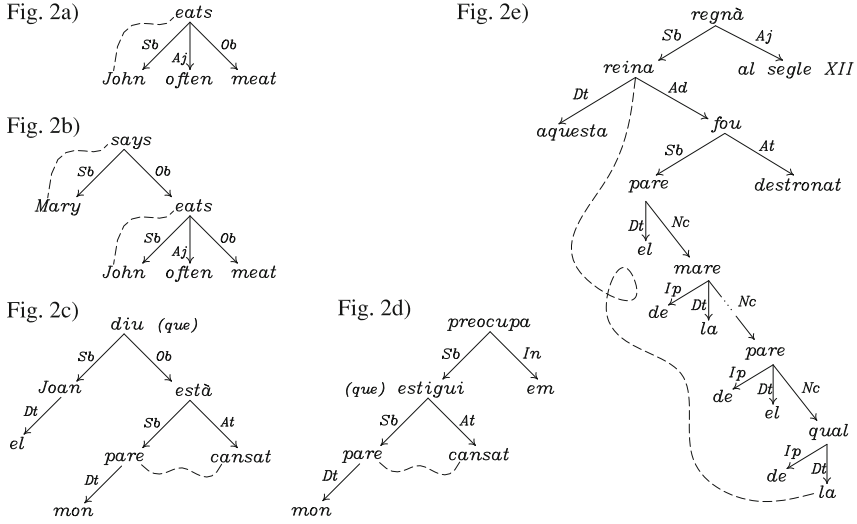 Fig. 2a)
eats
Sb Aj Ob
John often meat
Fig. 2b)
says
Sb Ob
Mary eats
Sb Aj Ob
John often meat
Fig. 2c)
diu (que)
Sb Ob
Joan està
Dt Sb At
el pare cansat
Dt
mon
Fig. 2d)
preocupa
Sb In
(que) estigui em
Sb At
pare cansat
Dt
mon
Fig. 2e)
regnà
Sb Aj
reina al segle XII
Dt Ad
aquesta fou
Sb At
pare destronat
Dt Nc
el mare
Ip Dt Nc
de la pare
Ip Dt Nc
de el qual
Ip Dt
de la